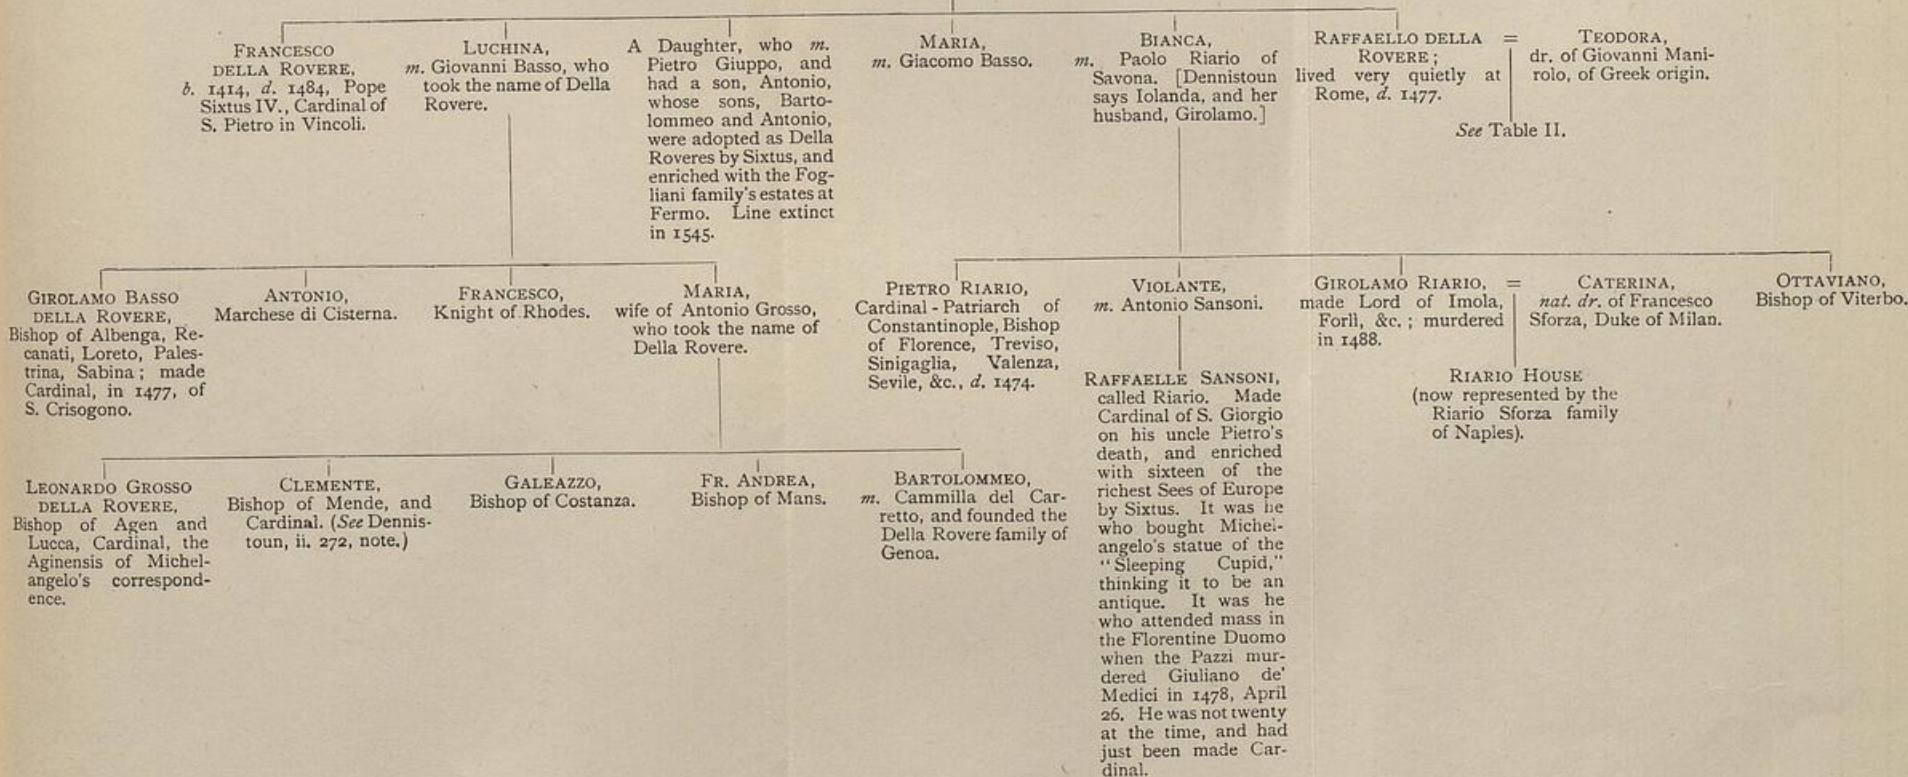 FRANCESCO
DELLA ROVERE,
b. 1414, d. 1484, Pope
Sixtus IV., Cardinal of
S. Pietro in Vincoli.
LUCHINA,
m. Giovanni Basso, who
took the name of Della
Rovere.
A Daughter, who m.
Pietro Giuppo, and
had a son, Antonio,
whose sons, Barto-
lommeo and Antonio,
were adopted as Della
Roveres by Sixtus, and
enriched with the Fog-
liani family's estates at
Fermo. Line extinct
in 1545.
MARIA,
m. Giacomo Basso.
BIANCA,
m. Paolo Riario of
Savona. [Dennistoun
says Iolanda, and her
husband, Girolamo.]
RAFFAELLO DELLA
ROVERE;
lived very quietly at
Rome, d. 1477.
=
TEODORA,
dr. of Giovanni Mani-
rolo, of Greek origin.
See Table II.
GIROLAMO BASSO
DELLA ROVERE,
Bishop of Albenga, Re-
canati, Loreto, Pales-
trina, Sabina; made
Cardinal, in 1477, of
S. Crisogono.
ANTONIO,
Marchese di Cisterna.
FRANCESCO,
Knight of Rhodes.
MARIA,
wife of Antonio Grosso,
who took the name of
Della Rovere.
PIETRO RIARIO,
Cardinal-Patriarch of
Constantinople, Bishop
of Florence, Treviso,
Sinigaglia, Valenza,
Sevile, &c., d. 1474.
VIOLANTE,
m. Antonio Sansoni.
GIROLAMO RIARIO,
made Lord of Imola,
Forlì, &c.; murdered
in 1488.
=
CATERINA,
nat. dr. of Francesco
Sforza, Duke of Milan.
OTTAVIANO,
Bishop of Viterbo.
RAFFAELLE SANSONI,
called Riario. Made
Cardinal of S. Giorgio
on his uncle Pietro's
death, and enriched
with sixteen of the
richest Sees of Europe
by Sixtus. It was he
who bought Michel-
angelo's statue of the
"Sleeping Cupid,"
thinking it to be an
antique. It was he
who attended mass in
the Florentine Duomo
when the Pazzi mur-
dered Giuliano de'
Medici in 1478, April
26. He was not twenty
at the time, and had
just been made Car-
dinal.
RIARIO HOUSE
(now represented by the
Riario Sforza family
of Naples).
LEONARDO GROSSO
DELLA ROVERE,
Bishop of Agen and
Lucca, Cardinal, the
Aginensis of Michel-
angelo's correspond-
ence.
CLEMENTE,
Bishop of Mende, and
Cardinal. (See Dennis-
toun, ii. 272, note.)
GALEAZZO,
Bishop of Costanza.
FR. ANDREA,
Bishop of Mans.
BARTOLOMMEO,
m. Cammilla del Car-
retto, and founded the
Della Rovere family of
Genoa.